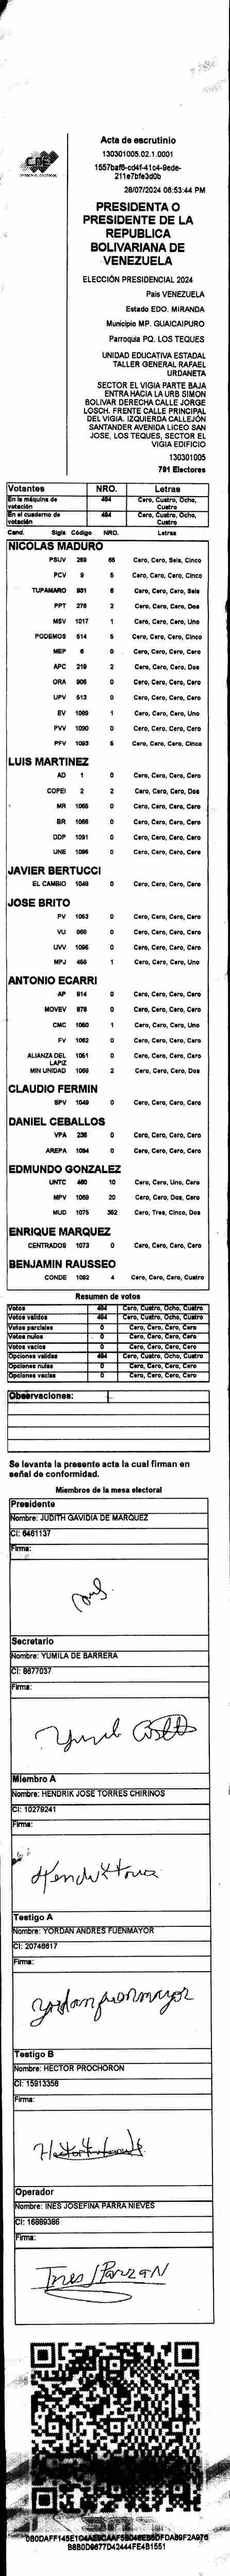 CNE
Acta de escrutinio
130301005.02.1.0001
1557baf6-cd4f-41c4-9ede-
211e7bfe3d0b
28/07/2024 06:53:44 PM
PRESIDENTA O
PRESIDENTE DE LA
REPUBLICA
BOLIVARIANA DE
VENEZUELA
ELECCIÓN PRESIDENCIAL 2024
País VENEZUELA
Estado EDO. MIRANDA
Municipio MP. GUAICAIPURO
Parroquia PQ. LOS TEQUES
UNIDAD EDUCATIVA ESTADAL
TALLER GENERAL RAFAEL
URDANETA
SECTOR EL VIGIA PARTE BAJA
ENTRA HACIA LA URB SIMON
BOLIVAR DERECHA CALLE JORGE
LOSCH. FRENTE CALLE PRINCIPAL
DEL VIGIA. IZQUIERDA CALLEJÓN
SANTANDER AVENIDA LICEO SAN
JOSE, LOS TEQUES, SECTOR EL
VIGIA EDIFICIO
130301005
791 Electores
Votantes NRO. Letras
En la máquina de votación 484 Cero, Cuatro, Ocho, Cuatro
En el cuaderno de votación 484 Cero, Cuatro, Ocho, Cuatro
Cand. Sigla Código NRO. Letras
NICOLAS MADURO
PSUV 269 65 Cero, Cero, Seis, Cinco
PCV 9 5 Cero, Cero, Cero, Cinco
TUPAMARO 931 6 Cero, Cero, Cero, Seis
PPT 276 2 Cero, Cero, Cero, Dos
MSV 1017 1 Cero, Cero, Cero, Uno
PODEMOS 514 5 Cero, Cero, Cero, Cinco
MEP 6 0 Cero, Cero, Cero, Cero
APC 219 2 Cero, Cero, Cero, Dos
ORA 906 0 Cero, Cero, Cero, Cero
UPV 513 0 Cero, Cero, Cero, Cero
EV 1089 1 Cero, Cero, Cero, Uno
PVV 1090 0 Cero, Cero, Cero, Cero
PFV 1093 5 Cero, Cero, Cero, Cinco
LUIS MARTINEZ
AD 1 0 Cero, Cero, Cero, Cero
COPEI 2 2 Cero, Cero, Cero, Dos
MR 1055 0 Cero, Cero, Cero, Cero
BR 1066 0 Cero, Cero, Cero, Cero
DDP 1091 0 Cero, Cero, Cero, Cero
UNE 1096 0 Cero, Cero, Cero, Cero
JAVIER BERTUCCI
EL CAMBIO 1048 0 Cero, Cero, Cero, Cero
JOSE BRITO
PV 1053 0 Cero, Cero, Cero, Cero
VU 868 0 Cero, Cero, Cero, Cero
UVV 1095 0 Cero, Cero, Cero, Cero
MPJ 458 1 Cero, Cero, Cero, Uno
ANTONIO ECARRI
AP 914 0 Cero, Cero, Cero, Cero
MOVEV 878 0 Cero, Cero, Cero, Cero
CMC 1060 1 Cero, Cero, Cero, Uno
FV 1062 0 Cero, Cero, Cero, Cero
ALIANZA DEL LAPIZ 1061 0 Cero, Cero, Cero, Cero
MIN UNIDAD 1068 2 Cero, Cero, Cero, Dos
CLAUDIO FERMIN
SPV 1049 0 Cero, Cero, Cero, Cero
DANIEL CEBALLOS
VPA 236 0 Cero, Cero, Cero, Cero
AREPA 1094 0 Cero, Cero, Cero, Cero
EDMUNDO GONZALEZ
UNTC 460 10 Cero, Cero, Uno, Cero
MPV 1069 20 Cero, Cero, Dos, Cero
MUD 1075 352 Cero, Tres, Cinco, Dos
ENRIQUE MARQUEZ
CENTRADOS 1073 0 Cero, Cero, Cero, Cero
BENJAMIN RAUSSEO
CONDE 1092 4 Cero, Cero, Cero, Cuatro
Resumen de votos
Votos 484 Cero, Cuatro, Ocho, Cuatro
Votos validos 484 Cero, Cuatro, Ocho, Cuatro
Votos parciales 0 Cero, Cero, Cero, Cero
Votos nulos 0 Cero, Cero, Cero, Cero
Votos vacios 0 Cero, Cero, Cero, Cero
Opciones validas 484 Cero, Cuatro, Ocho, Cuatro
Opciones nulas 0 Cero, Cero, Cero, Cero
Opciones vacias 0 Cero, Cero, Cero, Cero
Observaciones:
Se levanta la presente acta la cual firman en
señal de conformidad.
Miembros de la mesa electoral
Presidente
Nombre: JUDITH GAVIDIA DE MARQUEZ
CI: 6461137
Firma:
Secretario
Nombre: YUMILA DE BARRERA
CI: 8677037
Firma:
Miembro A
Nombre: HENDRIK JOSE TORRES CHIRINOS
CI: 10279241
Firma:
Hendrik Torres
Testigo A
Nombre: YORDAN ANDRES FUENMAYOR
CI: 20746617
Firma:
yordan fuenmayor
Testigo B
Nombre: HECTOR PROCHORON
CI: 15913358
Firma:
Operador
Nombre: INES JOSEFINA PARRA NIEVES
CI: 16889386
Firma:
Ines J Parra N